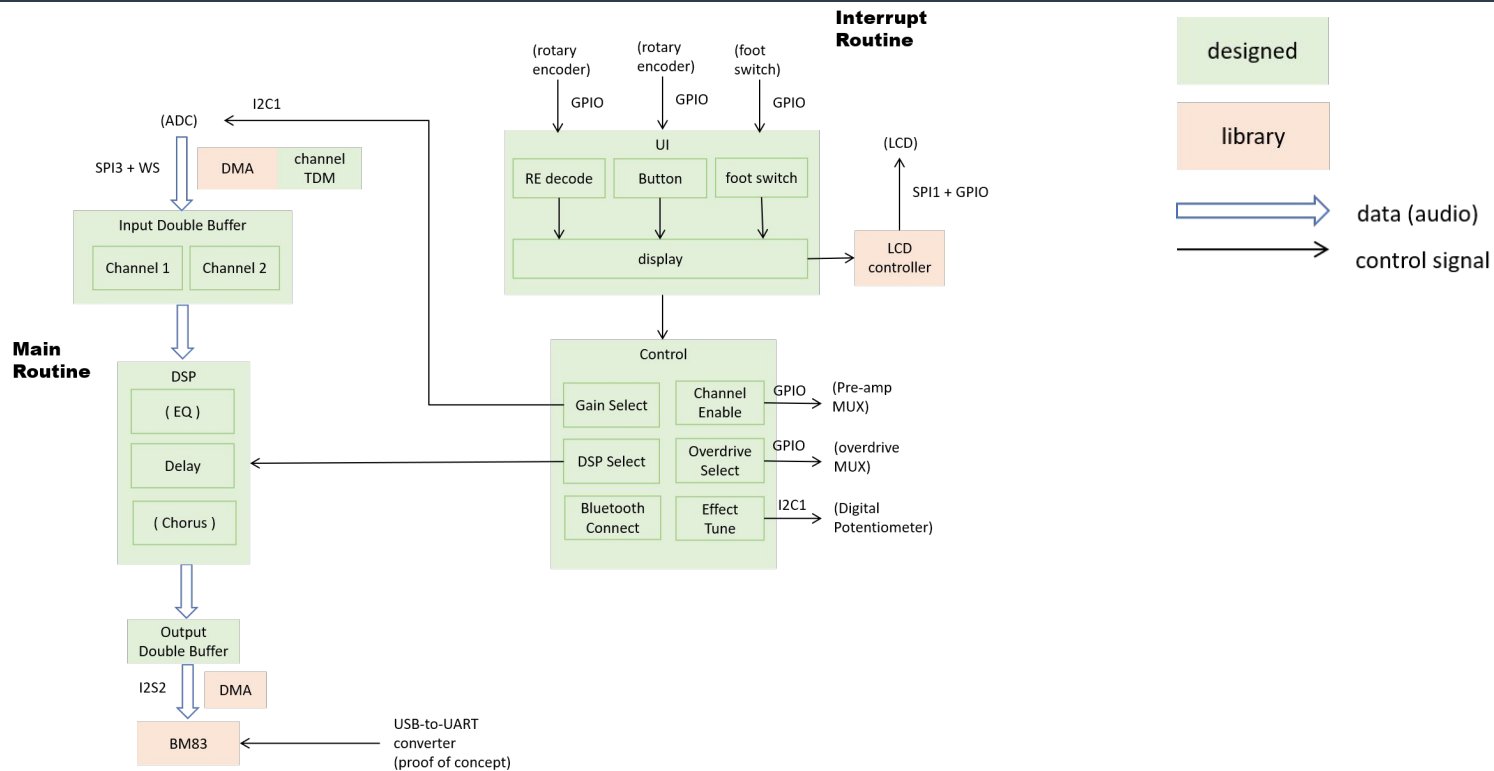 Interrupt
Routine
designed
library
data (audio)
control signal
(rotary
encoder)
GPIO
(rotary
encoder)
GPIO
(foot
switch)
GPIO
UI
RE decode
Button
foot switch
display
(LCD)
SPI1 + GPIO
LCD
controller
I2C1
(ADC)
SPI3 + WS
DMA
channel
TDM
Input Double Buffer
Channel 1
Channel 2
Main
Routine
DSP
( EQ )
Delay
( Chorus )
Control
Gain Select
Channel
Enable
GPIO
(Pre-amp
MUX)
DSP Select
Overdrive
Select
GPIO
(overdrive
MUX)
Bluetooth
Connect
Effect
Tune
I2C1
(Digital
Potentiometer)
Output
Double Buffer
I2S2
DMA
BM83
USB-to-UART
converter
(proof of concept)